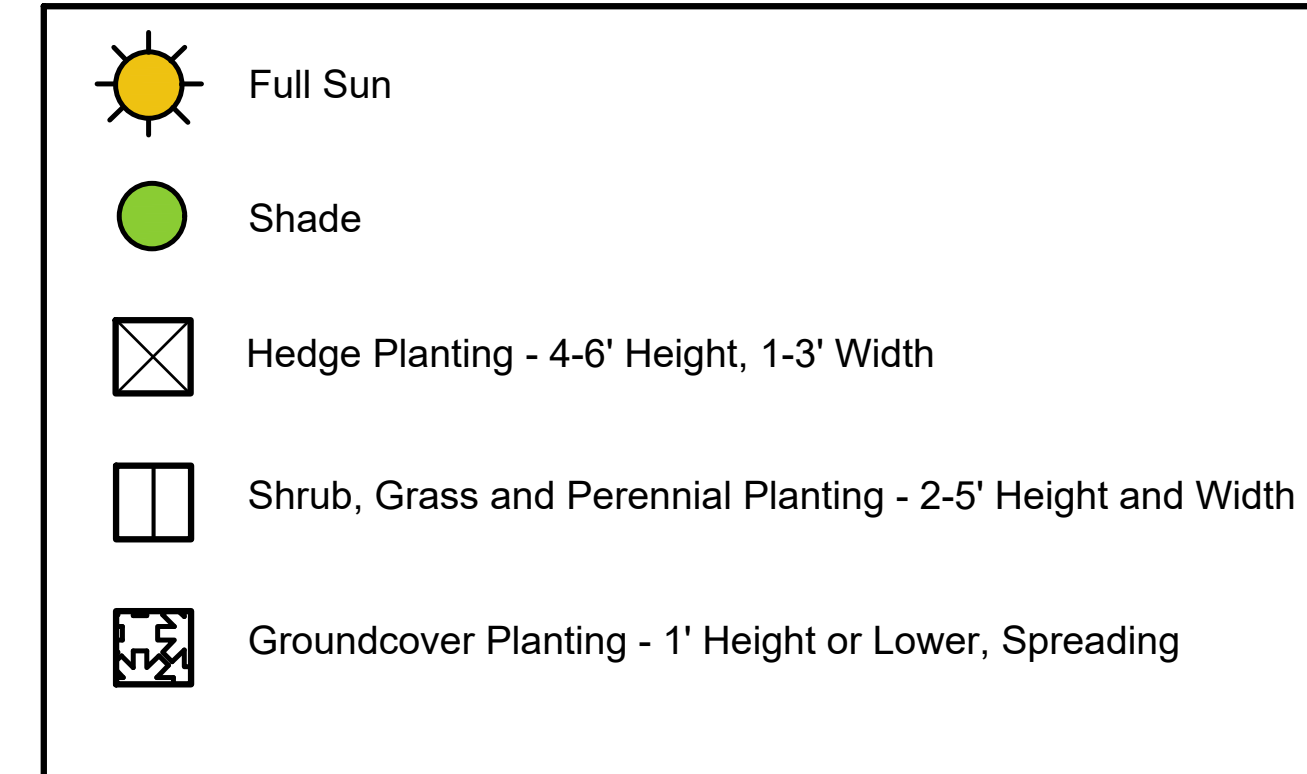 Full Sun
Shade
Hedge Planting - 4-6' Height, 1-3' Width
Shrub, Grass and Perennial Planting - 2-5' Height and Width
Groundcover Planting - 1' Height or Lower, Spreading